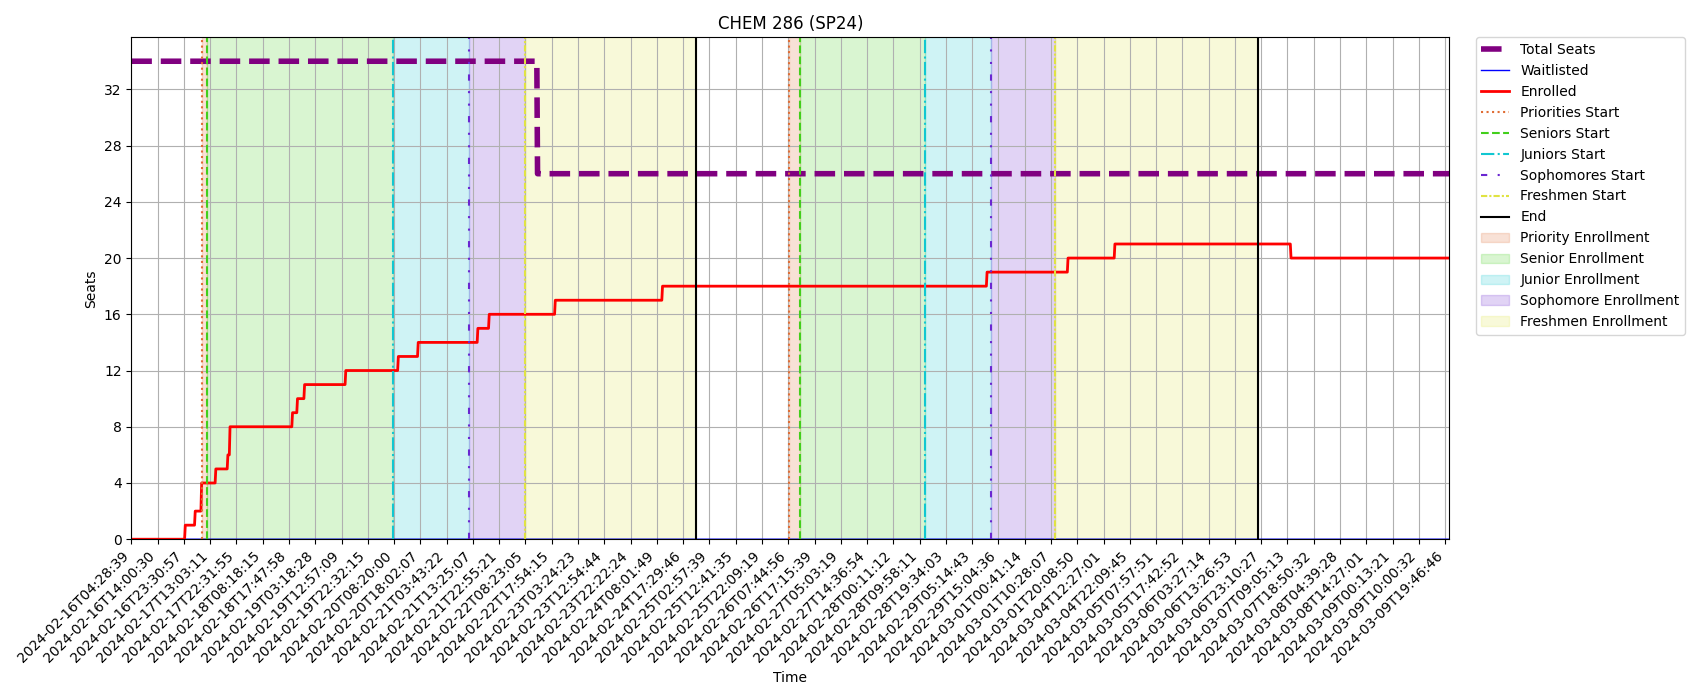 CHEM 286 (SP24)
Seats
32
28
24
20
16
12
8
4
0
2024-02-16T04:28:39
2024-02-16T14:00:30
2024-02-16T23:30:57
2024-02-17T13:03:11
2024-02-17T22:31:55
2024-02-18T08:18:15
2024-02-18T17:47:58
2024-02-19T03:18:28
2024-02-19T12:57:09
2024-02-19T22:32:15
2024-02-20T08:20:00
2024-02-20T18:02:07
2024-02-21T03:43:22
2024-02-21T13:25:07
2024-02-21T22:55:21
2024-02-22T08:23:05
2024-02-22T17:54:15
2024-02-23T03:24:23
2024-02-23T12:54:44
2024-02-23T22:22:24
2024-02-24T08:01:49
2024-02-24T17:29:46
2024-02-25T02:57:39
2024-02-25T12:41:35
2024-02-25T22:09:19
2024-02-26T07:44:56
2024-02-26T17:15:39
2024-02-27T05:03:19
2024-02-27T14:36:54
2024-02-28T00:11:12
2024-02-28T09:58:11
2024-02-28T19:34:03
2024-02-29T05:14:43
2024-02-29T15:04:36
2024-03-01T00:41:14
2024-03-01T10:28:07
2024-03-01T20:08:50
2024-03-04T12:27:01
2024-03-04T22:09:45
2024-03-05T07:57:51
2024-03-05T17:42:52
2024-03-06T03:27:14
2024-03-06T13:26:53
2024-03-06T23:10:27
2024-03-07T09:05:13
2024-03-07T18:50:32
2024-03-08T04:39:28
2024-03-08T14:27:01
2024-03-09T00:13:21
2024-03-09T10:00:32
2024-03-09T19:46:46
Time
Total Seats
Waitlisted
Enrolled
Priorities Start
Seniors Start
Juniors Start
Sophomores Start
Freshmen Start
End
Priority Enrollment
Senior Enrollment
Junior Enrollment
Sophomore Enrollment
Freshmen Enrollment